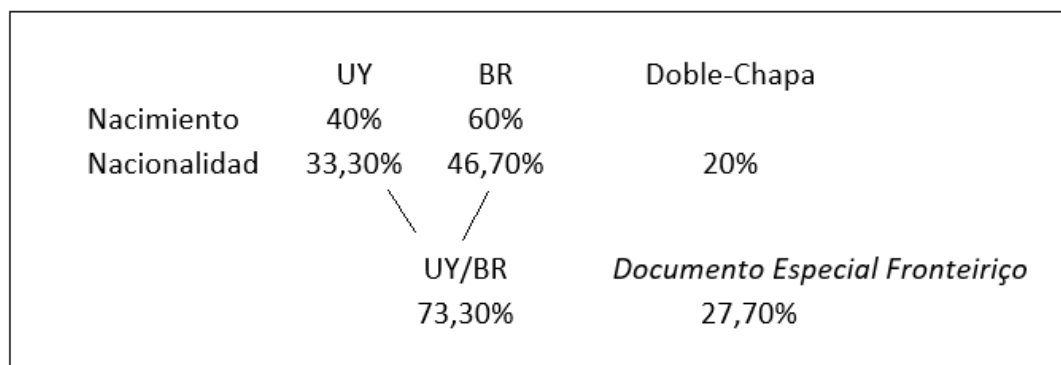 UY BR Doble-Chapa
Nacimiento 40% 60%
Nacionalidad 33,30% 46,70% 20%
UY/BR Documento Especial Fronteiriço
73,30% 27,70%